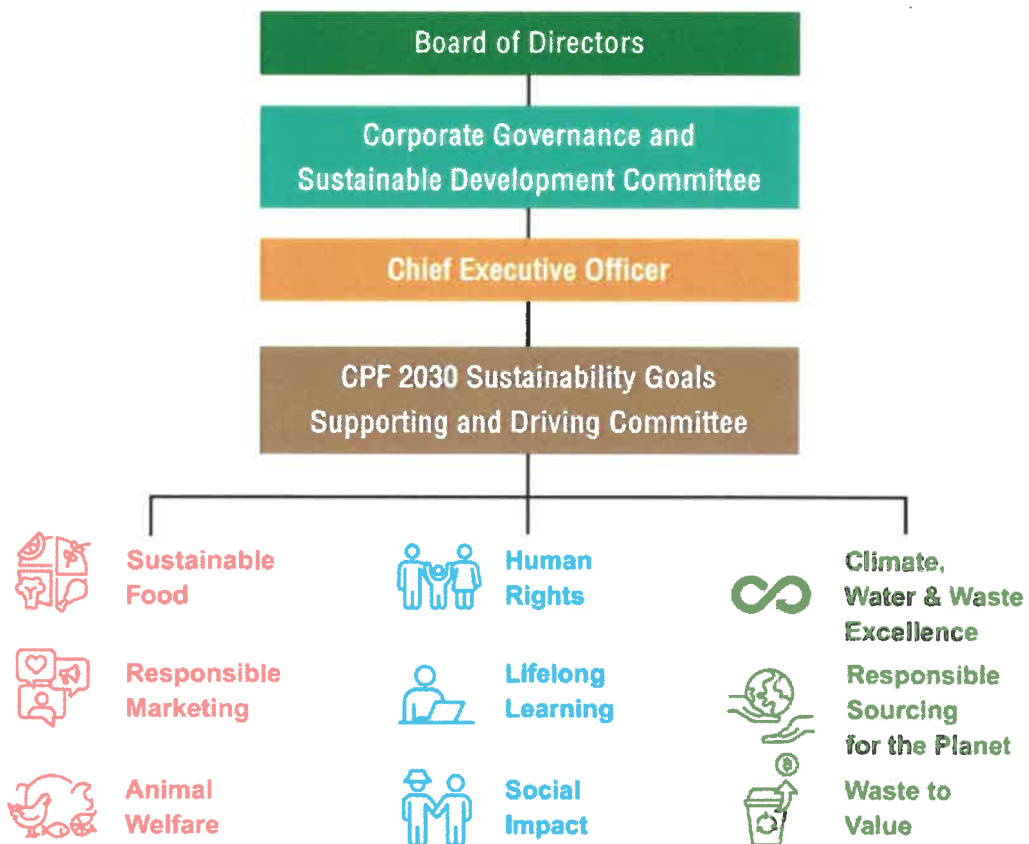 Board of Directors
Corporate Governance and
Sustainable Development Committee
Chief Executive Officer
CPF 2030 Sustainability Goals
Supporting and Driving Committee
Sustainable
Food
Responsible
Marketing
Animal
Welfare
Human
Rights
Lifelong
Learning
Social
Impact
Climate,
Water & Waste
Excellence
Responsible
Sourcing
for the Planet
Waste to
Value